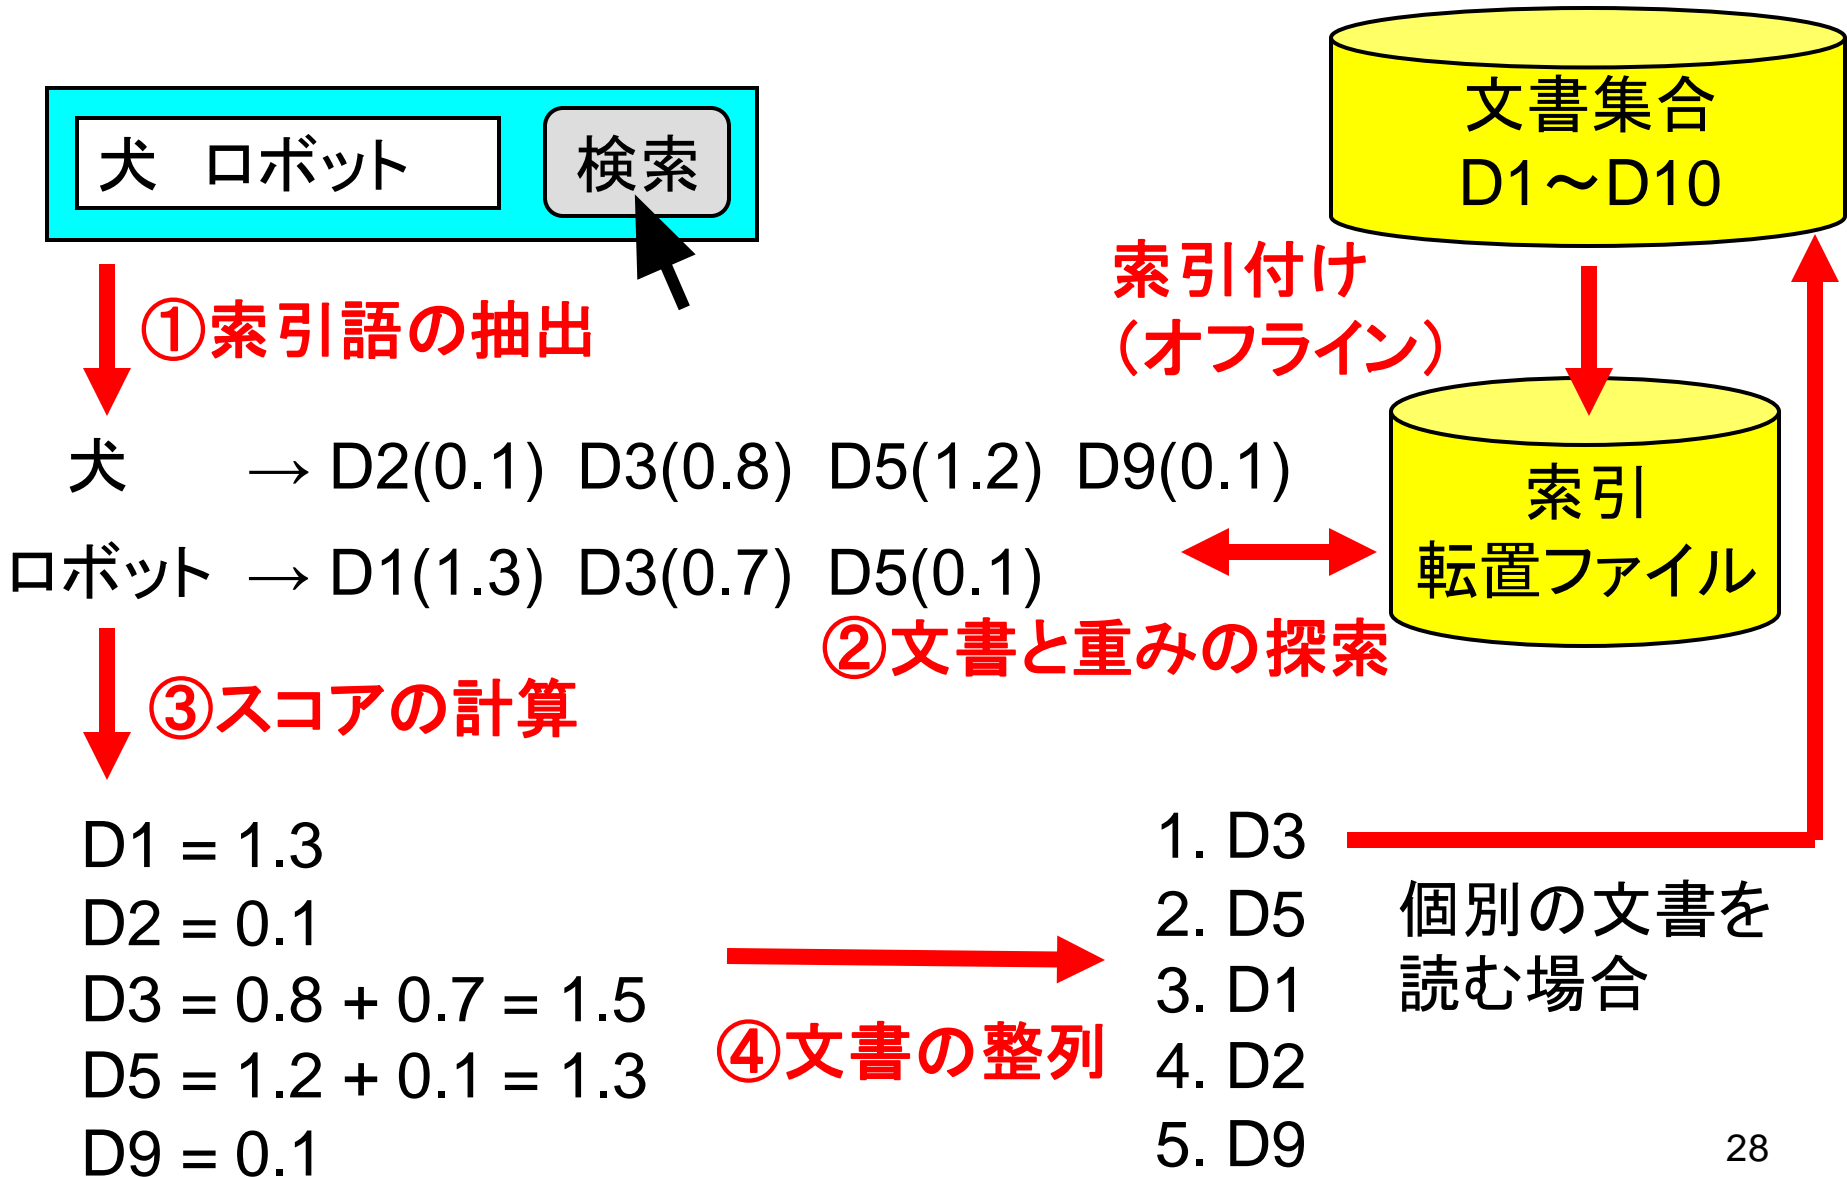 犬　ロボット
検索
文書集合
D1～D10
索引付け
（オフライン）
①索引語の抽出
犬　→ D2(0.1)  D3(0.8)  D5(1.2)  D9(0.1)
ロボット　→ D1(1.3)  D3(0.7)  D5(0.1)
索引
転置ファイル
②文書と重みの探索
③スコアの計算
D1 = 1.3
D2 = 0.1
D3 = 0.8 + 0.7 = 1.5
D5 = 1.2 + 0.1 = 1.3
D9 = 0.1
④文書の整列
1. D3
2. D5
3. D1
4. D2
5. D9
個別の文書を
読む場合
28